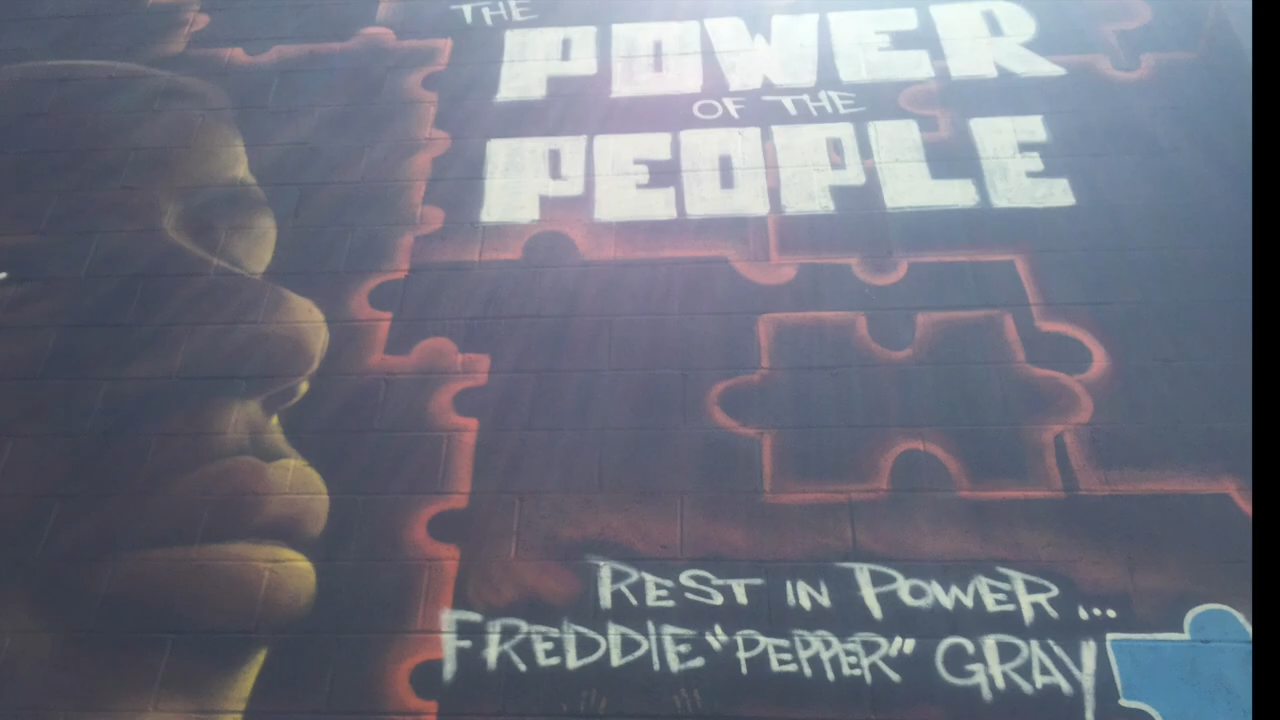 THE
POWER
OF THE
PEOPLE
REST IN POWER...
FREDDIE "PEPPER" GRAY